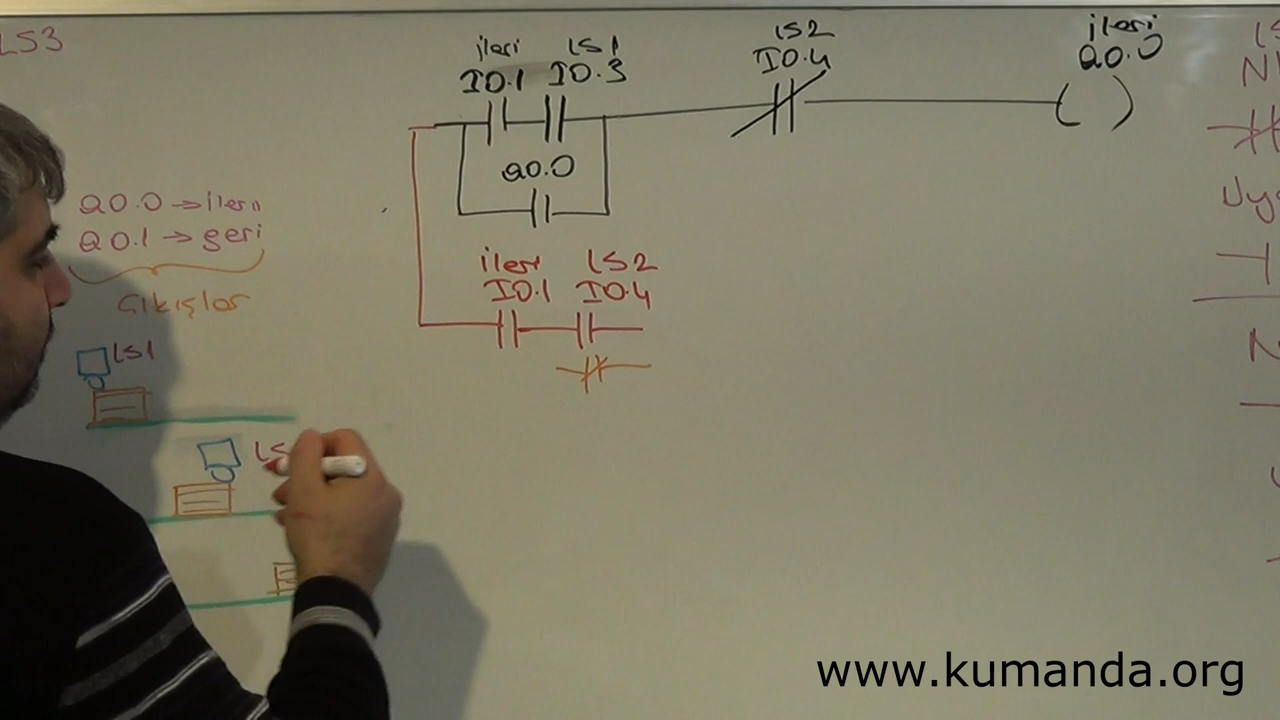 LS3
ileri LS1
I0.1 I0.3
LS2
I0.4
ileri
Q0.0
Q0.0
Q0.0 → ileri
Q0.1 → geri
Çıkışlar
ileri LS2
I0.1 I0.4
LS1
LS
www.kumanda.org